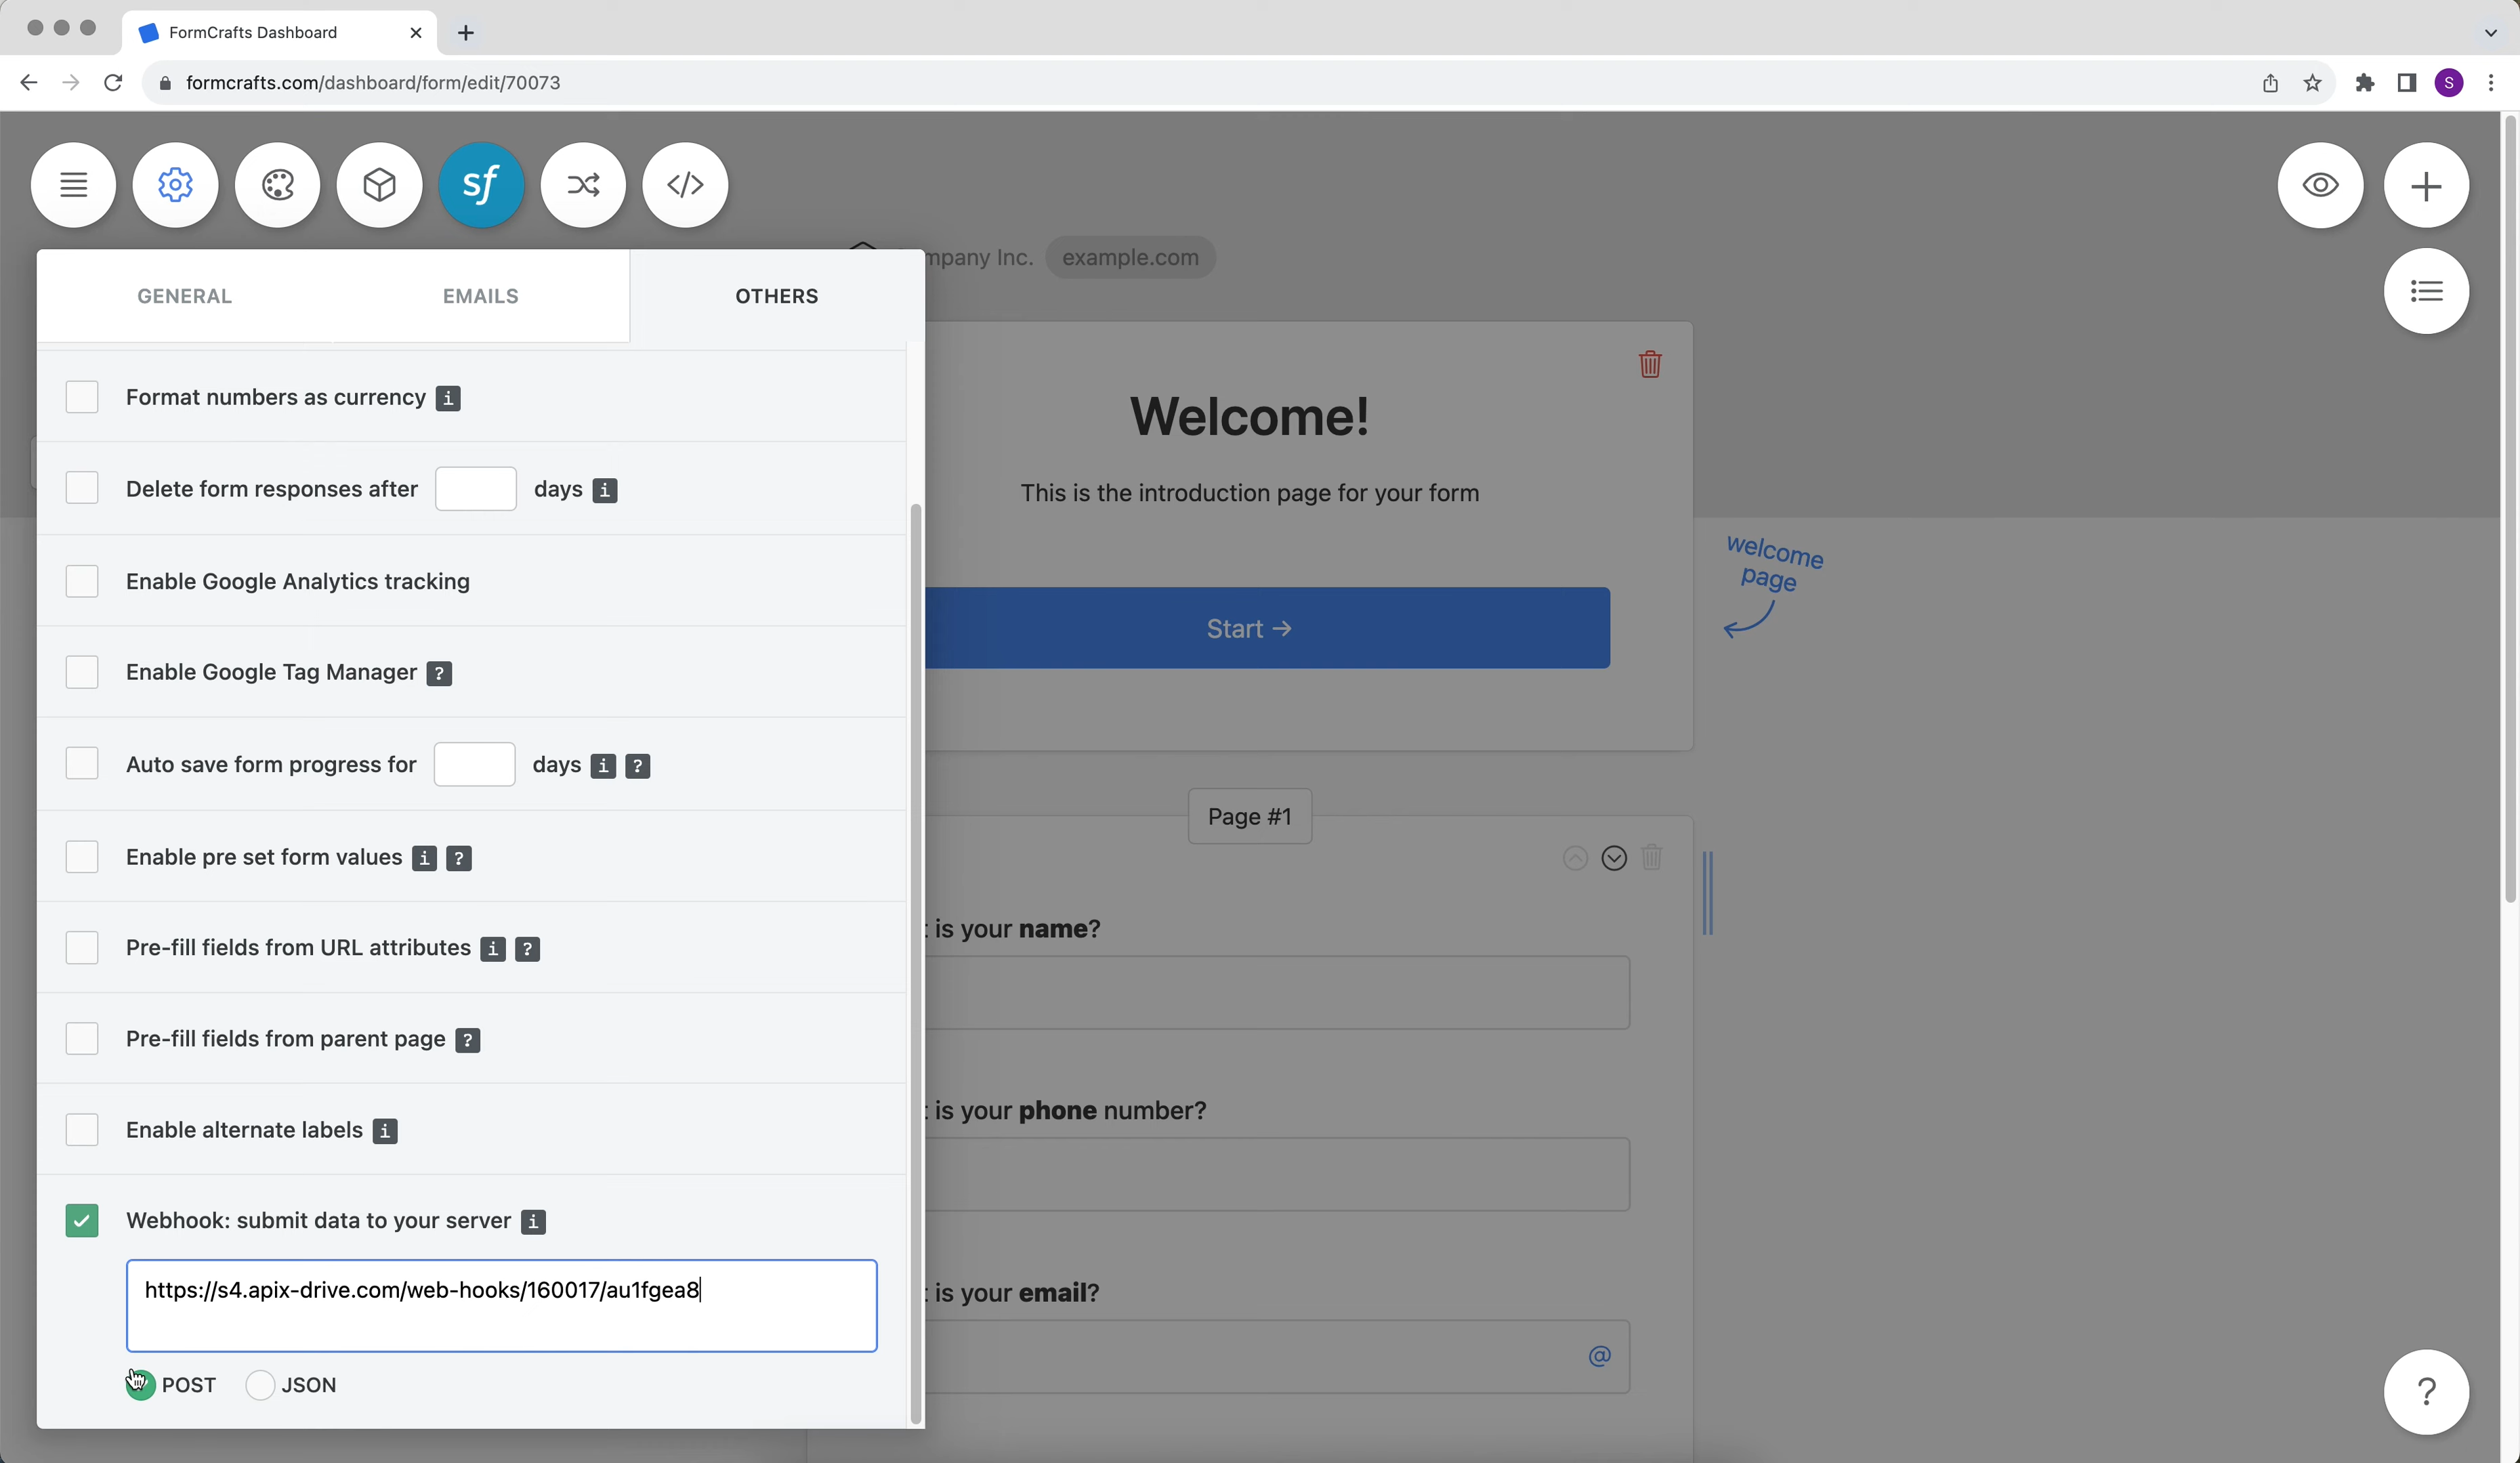 FormCrafts Dashboard
formcrafts.com/dashboard/form/edit/70073
S
sf
mpany Inc. example.com
GENERAL EMAILS OTHERS
Format numbers as currency i
Delete form responses after days i
Enable Google Analytics tracking
Enable Google Tag Manager ?
Auto save form progress for days i ?
Enable pre set form values i ?
Pre-fill fields from URL attributes i ?
Pre-fill fields from parent page ?
Enable alternate labels i
Webhook: submit data to your server i
https://s4.apix-drive.com/web-hooks/160017/au1fgea8
POST JSON
Welcome!
This is the introduction page for your form
Start →
welcome
page
Page #1
is your name?
is your phone number?
is your email?
@
?